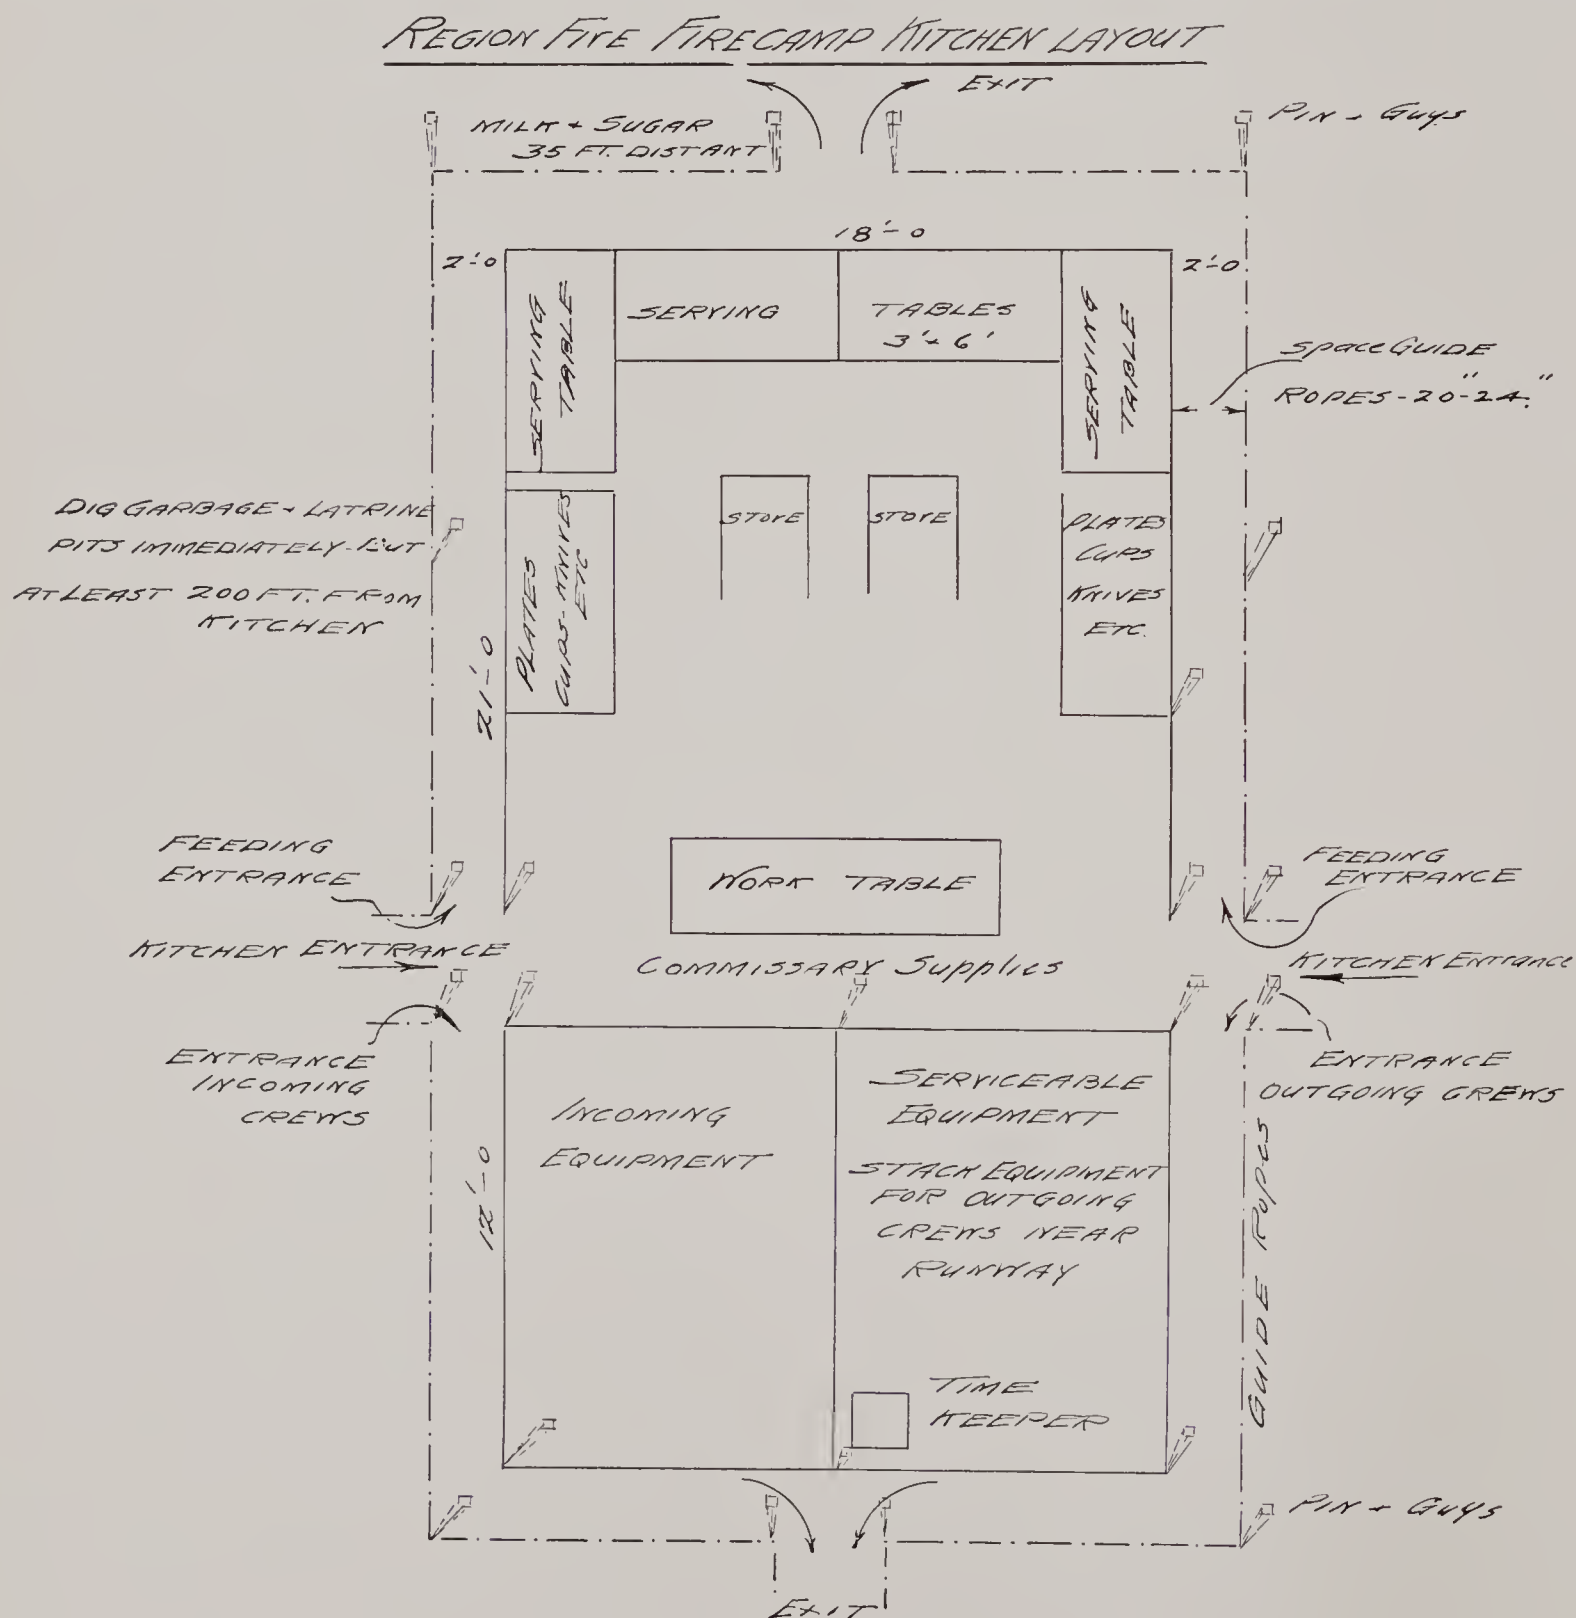 REGION FIVE FIRECAMP KITCHEN LAYOUT
EXIT
MILK + SUGAR
35 FT. DISTANT
PIN + Guys
18'-0
2'-0
2'-0
SERVING
TABLE
SERVING
TABLES
3' x 6'
SERVING
TABLE
Space GUIDE
ROPES - 20"-24"
DIG GARBAGE + LATRINE
PITS IMMEDIATELY - BUT
AT LEAST 200 FT. FROM
KITCHEN
STOVE
STOVE
PLATES
CUPS - KNIVES
ETC
PLATES
CUPS
KNIVES
ETC.
21'-0
FEEDING
ENTRANCE
WORK TABLE
FEEDING
ENTRANCE
KITCHEN ENTRANCE
COMMISSARY Supplies
KITCHEN Entrance
ENTRANCE
INCOMING
CREWS
ENTRANCE
OUTGOING CREWS
INCOMING
EQUIPMENT
SERVICEABLE
EQUIPMENT
STACK EQUIPMENT
FOR OUTGOING
CREWS NEAR
RUNWAY
12'-0
GUIDE Ropes
TIME
KEEPER
PIN + Guys
EXIT